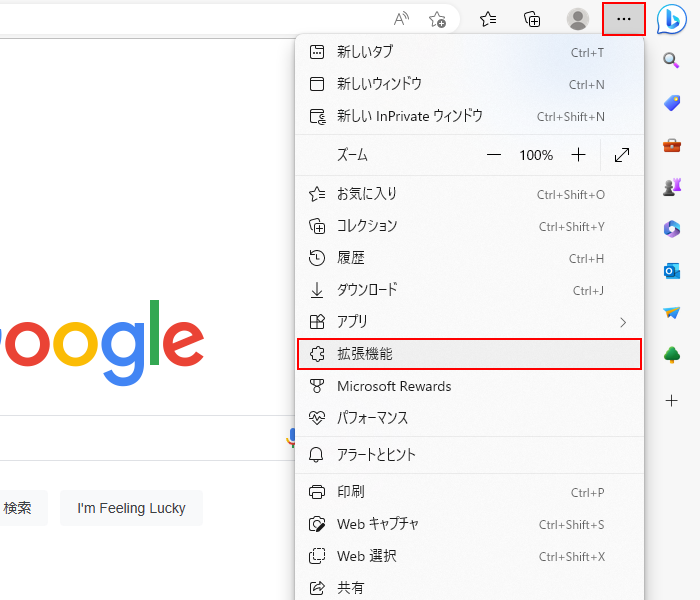 新しいタブ Ctrl+T
新しいウィンドウ Ctrl+N
新しい InPrivate ウィンドウ Ctrl+Shift+N
ズーム — 100% +
お気に入り Ctrl+Shift+O
コレクション Ctrl+Shift+Y
履歴 Ctrl+H
ダウンロード Ctrl+J
アプリ
拡張機能
Microsoft Rewards
パフォーマンス
アラートとヒント
印刷 Ctrl+P
Web キャプチャ Ctrl+Shift+S
Web 選択 Ctrl+Shift+X
共有
oogle
検索
I'm Feeling Lucky